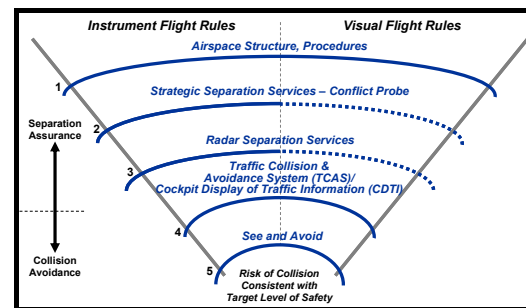 Instrument Flight Rules
Visual Flight Rules
Airspace Structure, Procedures
1
Strategic Separation Services – Conflict Probe
Separation
Assurance
2
Radar Separation Services
3
Traffic Collision &
Avoidance System (TCAS)/
Cockpit Display of Traffic Information (CDTI)
4
See and Avoid
Collision
Avoidance
5
Risk of Collision
Consistent with
Target Level of Safety